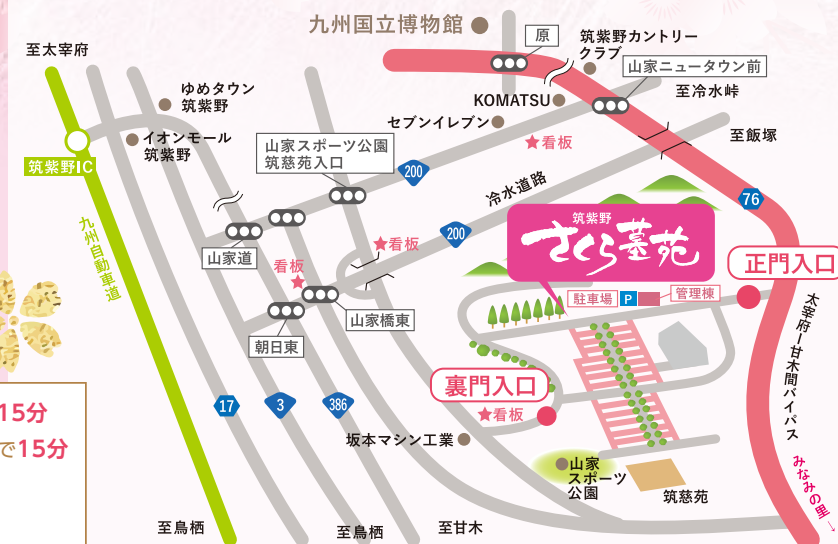 九州国立博物館
原
筑紫野カントリー
クラブ
至太宰府
山家ニュータウン前
ゆめタウン
筑紫野
KOMATSU
至冷水峠
セブンイレブン
イオンモール
筑紫野
看板
至飯塚
山家スポーツ公園
筑慈苑入口
筑紫野IC
200
冷水道路
76
九州自動車道
200
筑紫野
さくら墓苑
山家道
看板
看板
正門入口
駐車場
P
管理棟
山家橋東
朝日東
太宰府ー甘木間バイパス
裏門入口
看板
15分
で15分
17
3
386
坂本マシン工業
山家
スポーツ
公園
筑慈苑
みなみの里→
至鳥栖
至鳥栖
至甘木